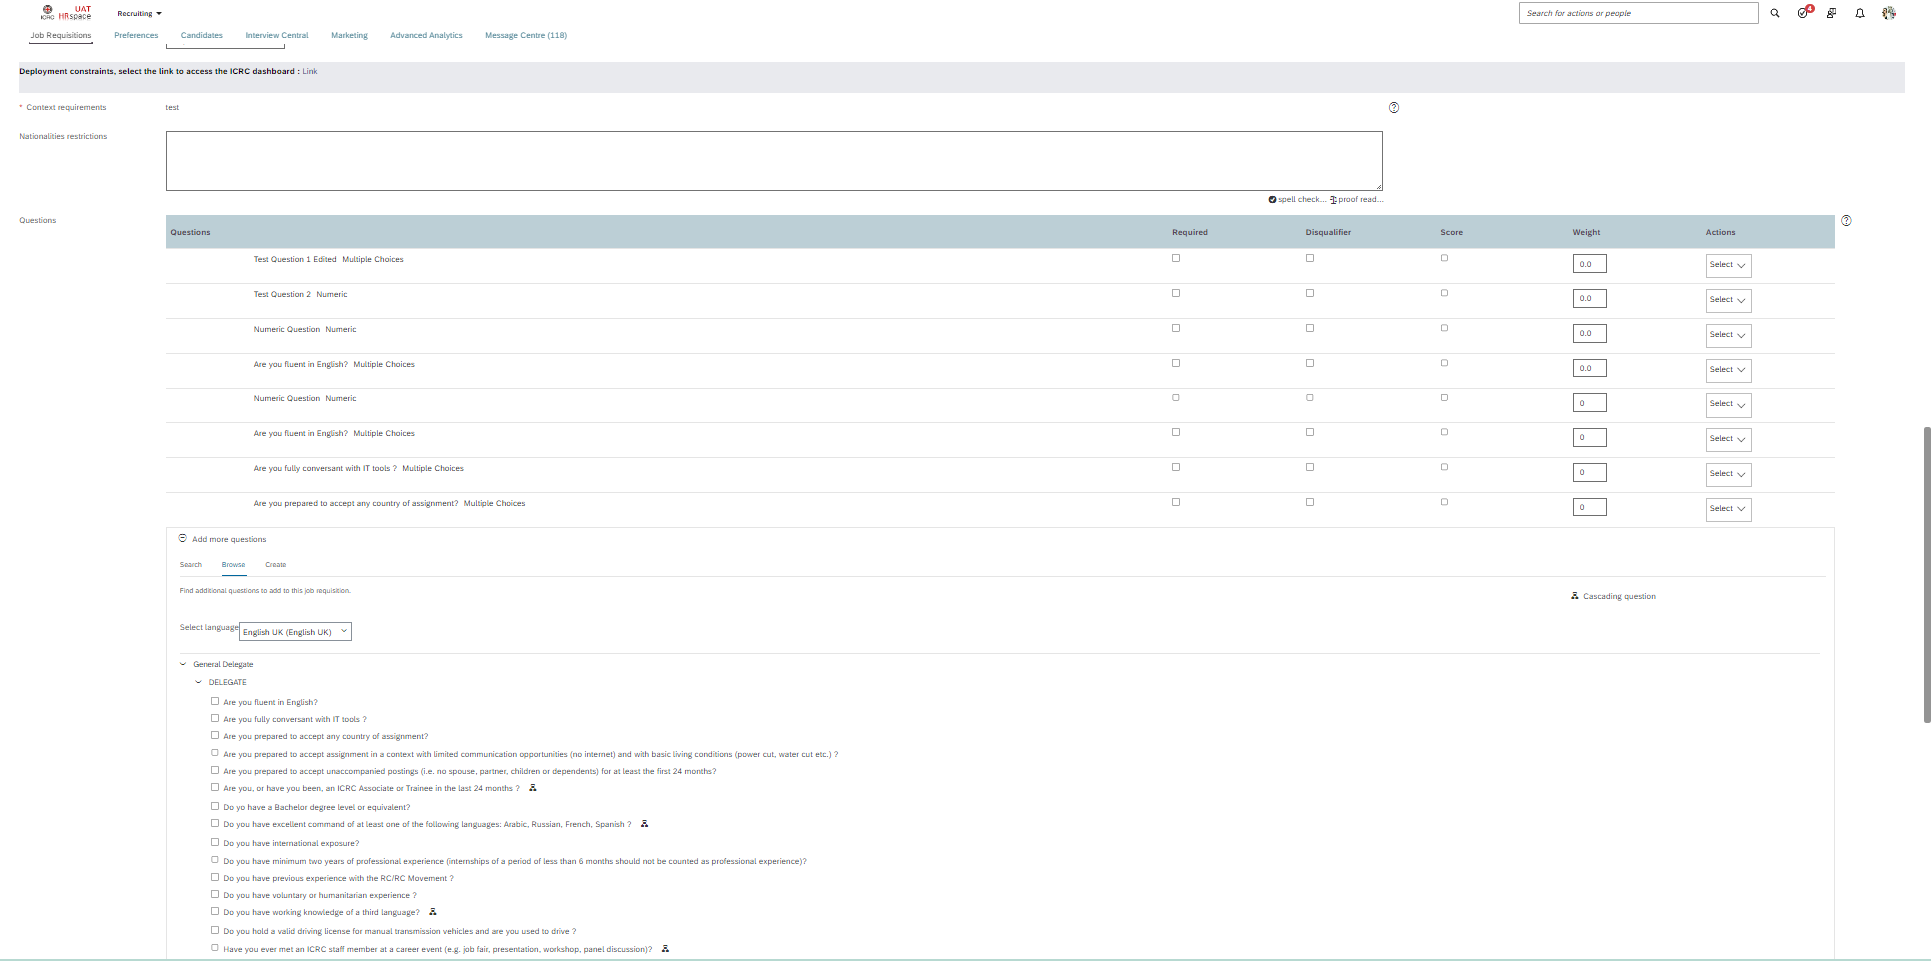 ICRC UAT HRspace Recruiting Search for actions or people 4
Job Requisitions Preferences Candidates Interview Central Marketing Advanced Analytics Message Centre (118)
Deployment constraints, select the link to access the ICRC dashboard : Link
* Context requirements test
Nationalities restrictions
spell check... proof read...
Questions
Questions Required Disqualifier Score Weight Actions
Test Question 1 Edited Multiple Choices 0.0 Select
Test Question 2 Numeric 0.0 Select
Numeric Question Numeric 0.0 Select
Are you fluent in English? Multiple Choices 0.0 Select
Numeric Question Numeric 0 Select
Are you fluent in English? Multiple Choices 0 Select
Are you fully conversant with IT tools ? Multiple Choices 0 Select
Are you prepared to accept any country of assignment? Multiple Choices 0 Select
Add more questions
Search Browse Create
Find additional questions to add to this job requisition.
Cascading question
Select language English UK (English UK)
General Delegate
DELEGATE
Are you fluent in English?
Are you fully conversant with IT tools ?
Are you prepared to accept any country of assignment?
Are you prepared to accept assignment in a context with limited communication opportunities (no internet) and with basic living conditions (power cut, water cut etc.) ?
Are you prepared to accept unaccompanied postings (i.e. no spouse, partner, children or dependents) for at least the first 24 months?
Are you, or have you been, an ICRC Associate or Trainee in the last 24 months ?
Do yo have a Bachelor degree level or equivalent?
Do you have excellent command of at least one of the following languages: Arabic, Russian, French, Spanish ?
Do you have international exposure?
Do you have minimum two years of professional experience (internships of a period of less than 6 months should not be counted as professional experience)?
Do you have previous experience with the RC/RC Movement ?
Do you have voluntary or humanitarian experience ?
Do you have working knowledge of a third language?
Do you hold a valid driving license for manual transmission vehicles and are you used to drive ?
Have you ever met an ICRC staff member at a career event (e.g. job fair, presentation, workshop, panel discussion)?